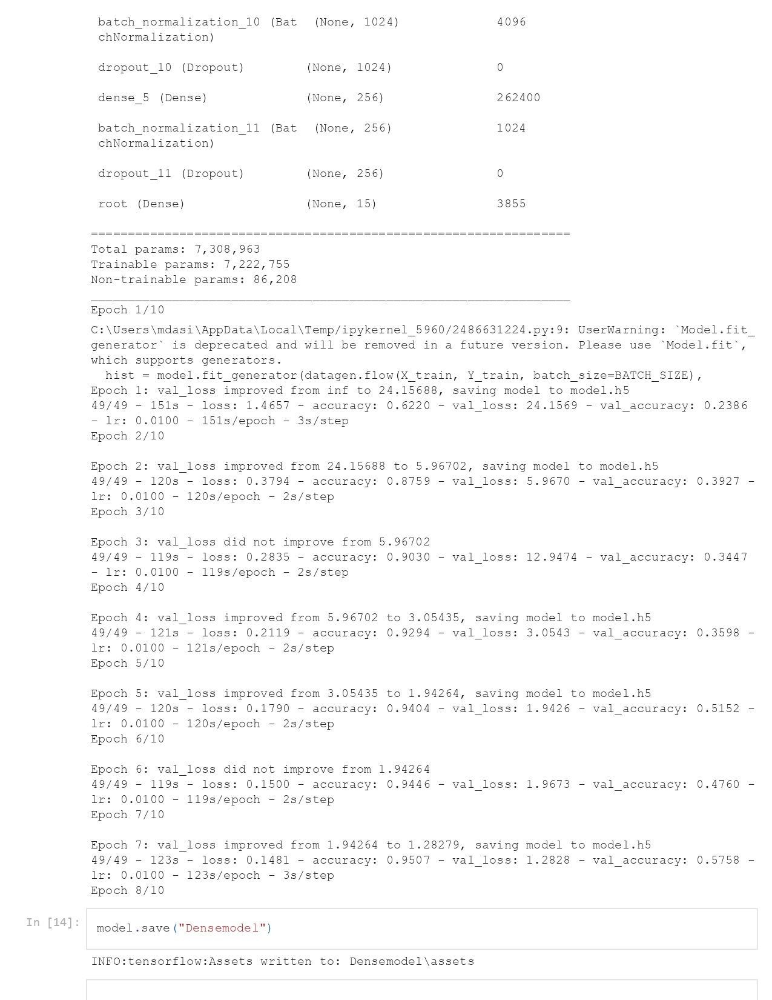 batch_normalization_10 (Bat  (None, 1024)             4096
chNormalization)
dropout_10 (Dropout)        (None, 1024)              0
dense_5 (Dense)             (None, 256)               262400
batch_normalization_11 (Bat  (None, 256)              1024
chNormalization)
dropout_11 (Dropout)        (None, 256)               0
root (Dense)                (None, 15)                3855
=================================================================
Total params: 7,308,963
Trainable params: 7,222,755
Non-trainable params: 86,208
_________________________________________________________________
Epoch 1/10
C:\Users\mdasi\AppData\Local\Temp/ipykernel_5960/2486631224.py:9: UserWarning: `Model.fit_
generator` is deprecated and will be removed in a future version. Please use `Model.fit`,
which supports generators.
  hist = model.fit_generator(datagen.flow(X_train, Y_train, batch_size=BATCH_SIZE),
Epoch 1: val_loss improved from inf to 24.15688, saving model to model.h5
49/49 - 151s - loss: 1.4657 - accuracy: 0.6220 - val_loss: 24.1569 - val_accuracy: 0.2386
- lr: 0.0100 - 151s/epoch - 3s/step
Epoch 2/10
Epoch 2: val_loss improved from 24.15688 to 5.96702, saving model to model.h5
49/49 - 120s - loss: 0.3794 - accuracy: 0.8759 - val_loss: 5.9670 - val_accuracy: 0.3927 -
lr: 0.0100 - 120s/epoch - 2s/step
Epoch 3/10
Epoch 3: val_loss did not improve from 5.96702
49/49 - 119s - loss: 0.2835 - accuracy: 0.9030 - val_loss: 12.9474 - val_accuracy: 0.3447
- lr: 0.0100 - 119s/epoch - 2s/step
Epoch 4/10
Epoch 4: val_loss improved from 5.96702 to 3.05435, saving model to model.h5
49/49 - 121s - loss: 0.2119 - accuracy: 0.9294 - val_loss: 3.0543 - val_accuracy: 0.3598 -
lr: 0.0100 - 121s/epoch - 2s/step
Epoch 5/10
Epoch 5: val_loss improved from 3.05435 to 1.94264, saving model to model.h5
49/49 - 120s - loss: 0.1790 - accuracy: 0.9404 - val_loss: 1.9426 - val_accuracy: 0.5152 -
lr: 0.0100 - 120s/epoch - 2s/step
Epoch 6/10
Epoch 6: val_loss did not improve from 1.94264
49/49 - 119s - loss: 0.1500 - accuracy: 0.9446 - val_loss: 1.9673 - val_accuracy: 0.4760 -
lr: 0.0100 - 119s/epoch - 2s/step
Epoch 7/10
Epoch 7: val_loss improved from 1.94264 to 1.28279, saving model to model.h5
49/49 - 123s - loss: 0.1481 - accuracy: 0.9507 - val_loss: 1.2828 - val_accuracy: 0.5758 -
lr: 0.0100 - 123s/epoch - 3s/step
Epoch 8/10
In [14]: model.save("Densemodel")
INFO:tensorflow:Assets written to: Densemodel\assets